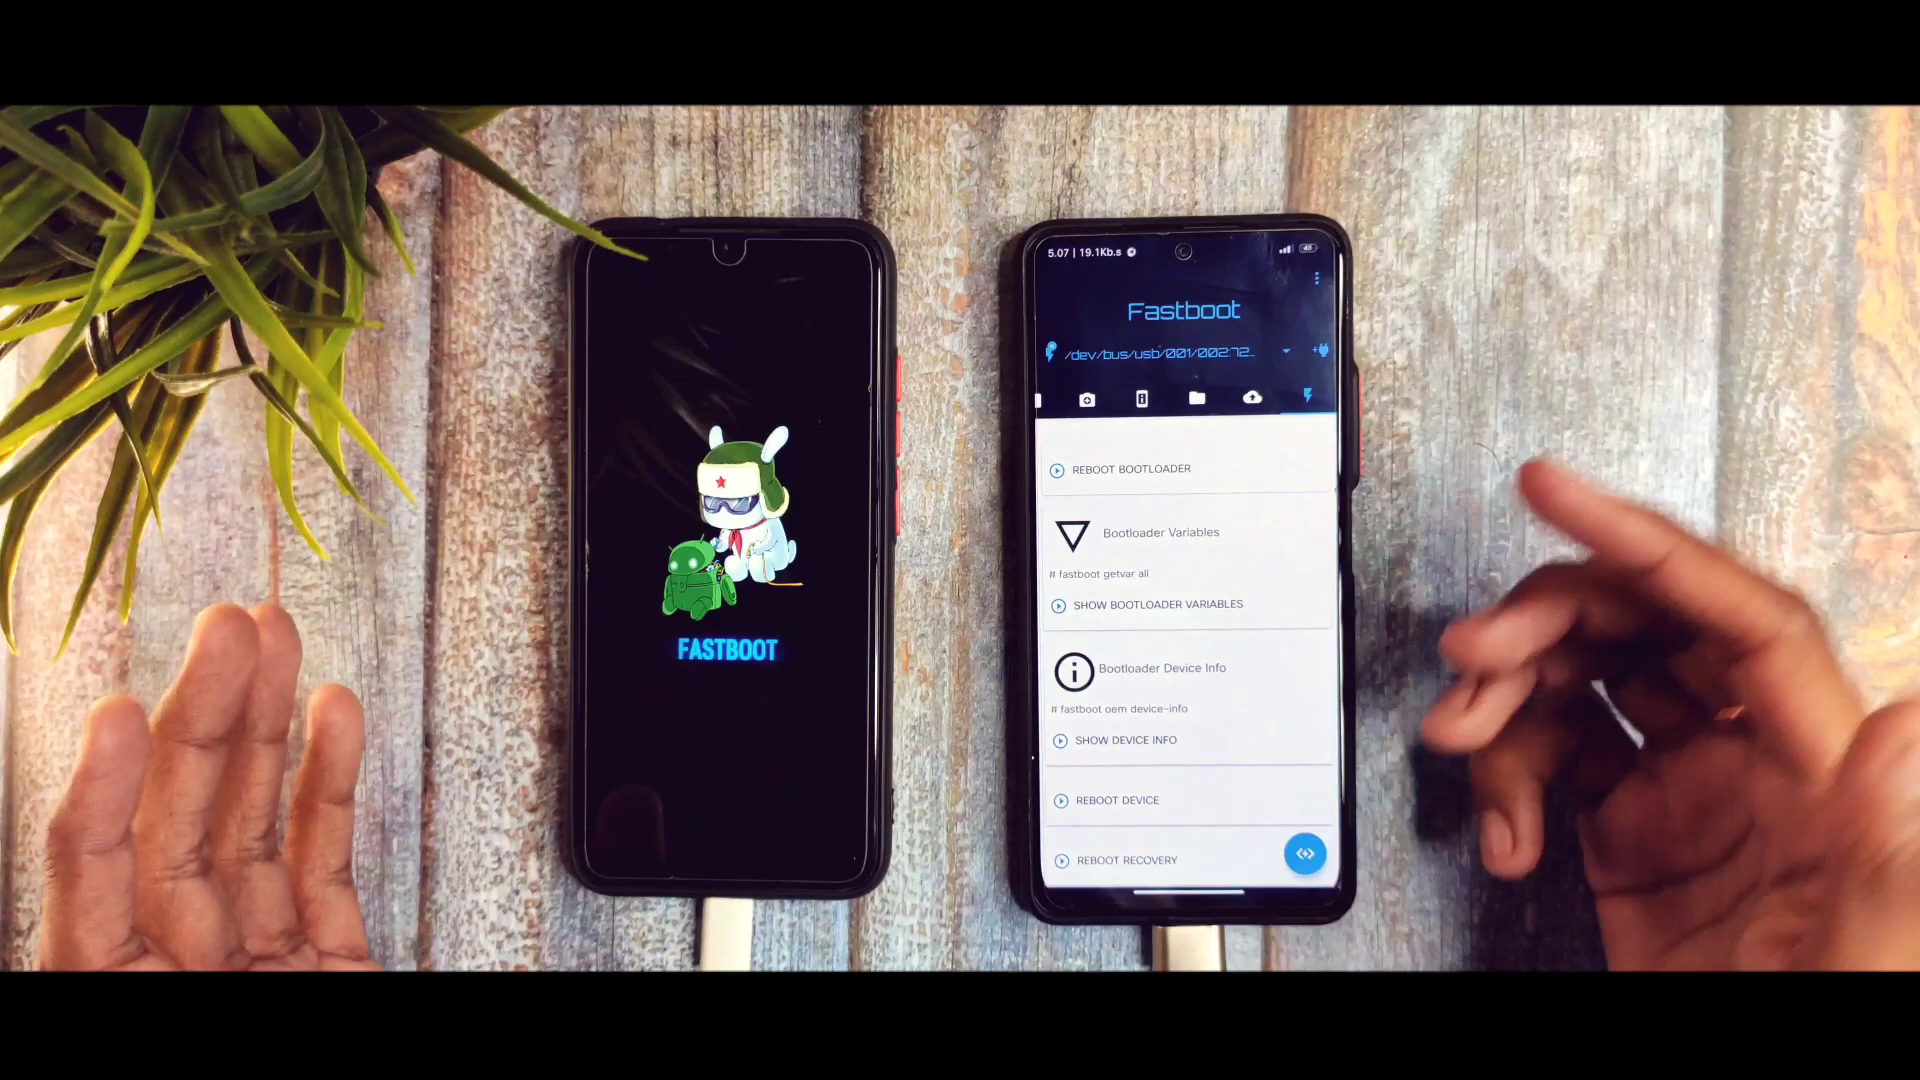 FASTBOOT
5.07 | 19.1Kb.s
Fastboot
/dev/bus/usb/001/002:72...
REBOOT BOOTLOADER
Bootloader Variables
# fastboot getvar all
SHOW BOOTLOADER VARIABLES
Bootloader Device Info
# fastboot oem device-info
SHOW DEVICE INFO
REBOOT DEVICE
REBOOT RECOVERY